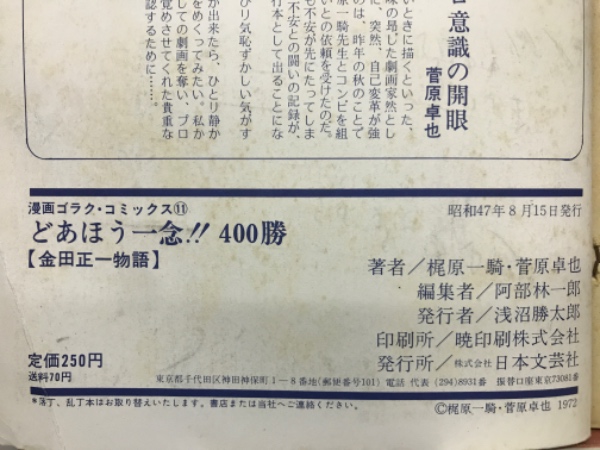 意識の開眼
菅原卓也
いときに描くといった、
味の昂じた劇画家然とし
に、突然、自己変革が強
のは、昨年の秋のことで
原一騎先生とコンビを組
いとの依頼を受けたのだ。
も不安が先にたってしま
不安との闘いの記録が、
行本として出ることにな
ぴり気恥ずかしい気がす
が出来たら、ひとり静か
をめくってみたい。私か
しての劇画を奪い、プロ
覚めさせてくれた貴重な
認するために……。
漫画ゴラク・コミックス⑪
どあほう一念!! 400勝
【金田正一物語】
定価250円
送料70円
昭和47年8月15日発行
著者／梶原一騎・菅原卓也
編集者／阿部林一郎
発行者／浅沼勝太郎
印刷所／暁印刷株式会社
発行所／株式会社日本文芸社
東京都千代田区神田神保町1－8番地(郵便番号101) 電話 代表 (294)8931番 振替口座東京73081番
＊落丁、乱丁本はお取り替えいたします。書店または当社へご連絡ください。
©梶原一騎・菅原卓也 1972